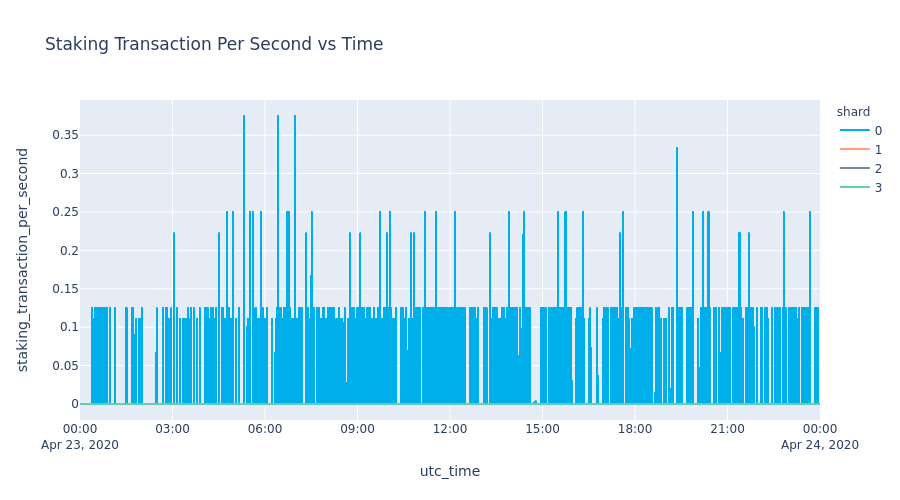 Staking Transaction Per Second vs Time
shard
0
1
2
3
staking_transaction_per_second
0.35
0.3
0.25
0.2
0.15
0.1
0.05
0
00:00 03:00 06:00 09:00 12:00 15:00 18:00 21:00 00:00
Apr 23, 2020 Apr 24, 2020
utc_time